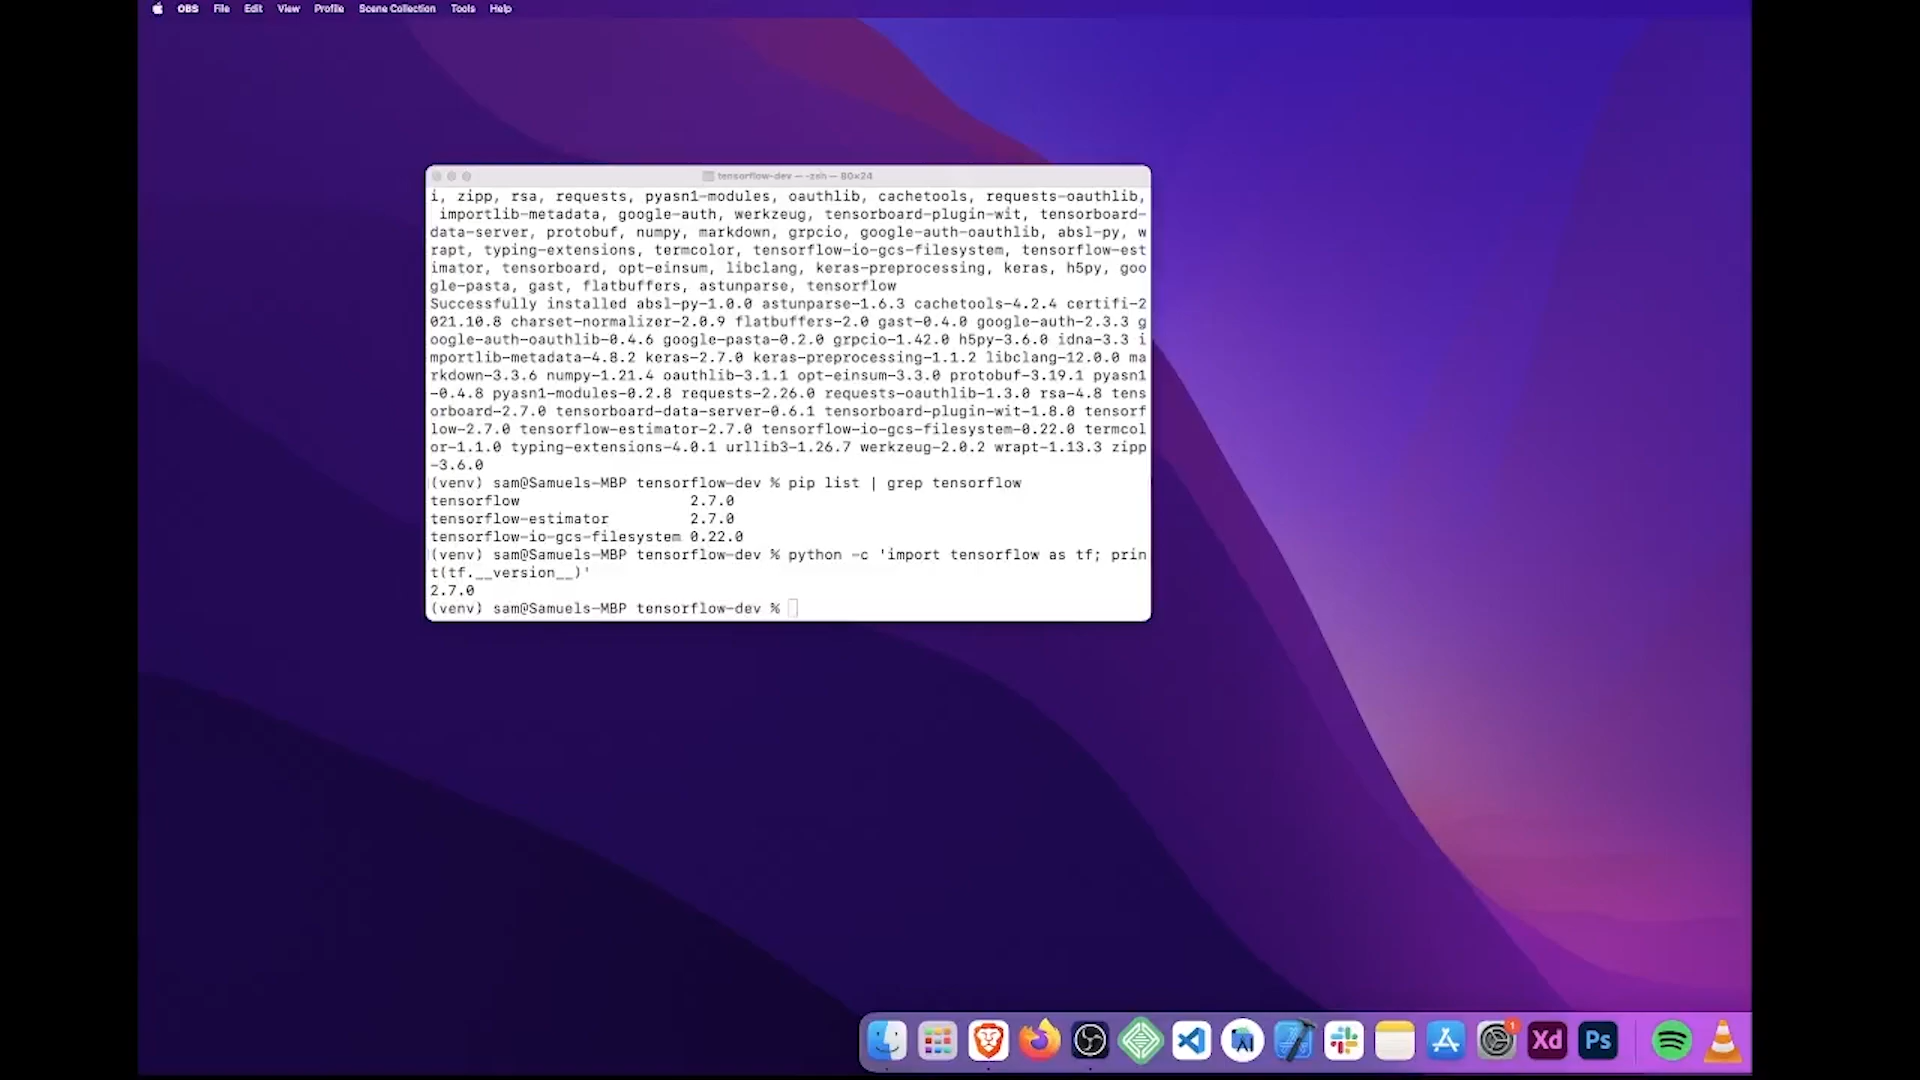 OBS File Edit View Profile Scene Collection Tools Help
tensorflow-dev — -zsh — 80×24
i, zipp, rsa, requests, pyasn1-modules, oauthlib, cachetools, requests-oauthlib,
importlib-metadata, google-auth, werkzeug, tensorboard-plugin-wit, tensorboard-
data-server, protobuf, numpy, markdown, grpcio, google-auth-oauthlib, absl-py, w
rapt, typing-extensions, termcolor, tensorflow-io-gcs-filesystem, tensorflow-est
imator, tensorboard, opt-einsum, libclang, keras-preprocessing, keras, h5py, goo
gle-pasta, gast, flatbuffers, astunparse, tensorflow
Successfully installed absl-py-1.0.0 astunparse-1.6.3 cachetools-4.2.4 certifi-2
021.10.8 charset-normalizer-2.0.9 flatbuffers-2.0 gast-0.4.0 google-auth-2.3.3 g
oogle-auth-oauthlib-0.4.6 google-pasta-0.2.0 grpcio-1.42.0 h5py-3.6.0 idna-3.3 i
mportlib-metadata-4.8.2 keras-2.7.0 keras-preprocessing-1.1.2 libclang-12.0.0 ma
rkdown-3.3.6 numpy-1.21.4 oauthlib-3.1.1 opt-einsum-3.3.0 protobuf-3.19.1 pyasn1
-0.4.8 pyasn1-modules-0.2.8 requests-2.26.0 requests-oauthlib-1.3.0 rsa-4.8 tens
orboard-2.7.0 tensorboard-data-server-0.6.1 tensorboard-plugin-wit-1.8.0 tensorf
low-2.7.0 tensorflow-estimator-2.7.0 tensorflow-io-gcs-filesystem-0.22.0 termcol
or-1.1.0 typing-extensions-4.0.1 urllib3-1.26.7 werkzeug-2.0.2 wrapt-1.13.3 zipp
-3.6.0
(venv) sam@Samuels-MBP tensorflow-dev % pip list | grep tensorflow
tensorflow 2.7.0
tensorflow-estimator 2.7.0
tensorflow-io-gcs-filesystem 0.22.0
(venv) sam@Samuels-MBP tensorflow-dev % python -c 'import tensorflow as tf; prin
t(tf.__version__)'
2.7.0
(venv) sam@Samuels-MBP tensorflow-dev %
1
Xd
Ps